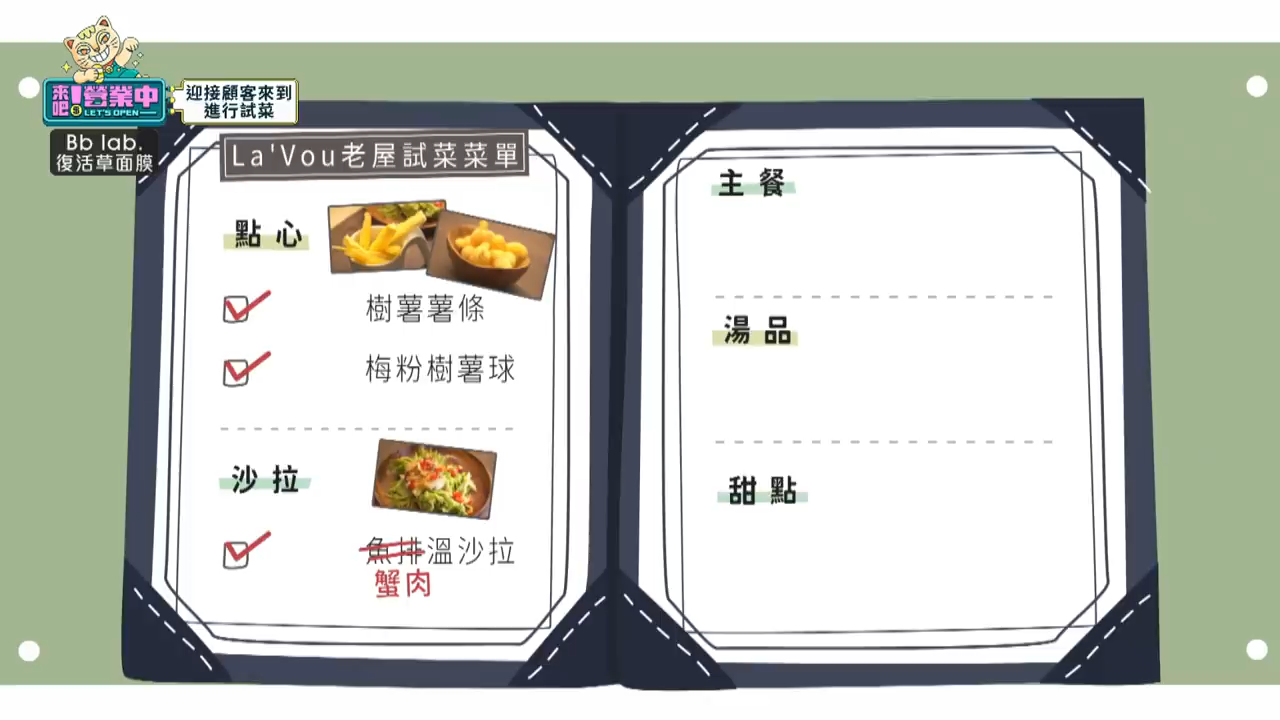 來吧!營業中
LET'S OPEN
迎接顧客來到
進行試菜
Bb lab.
復活草面膜
La'Vou老屋試菜菜單
點心
樹薯薯條
梅粉樹薯球
沙拉
魚排溫沙拉
蟹肉
主餐
湯品
甜點